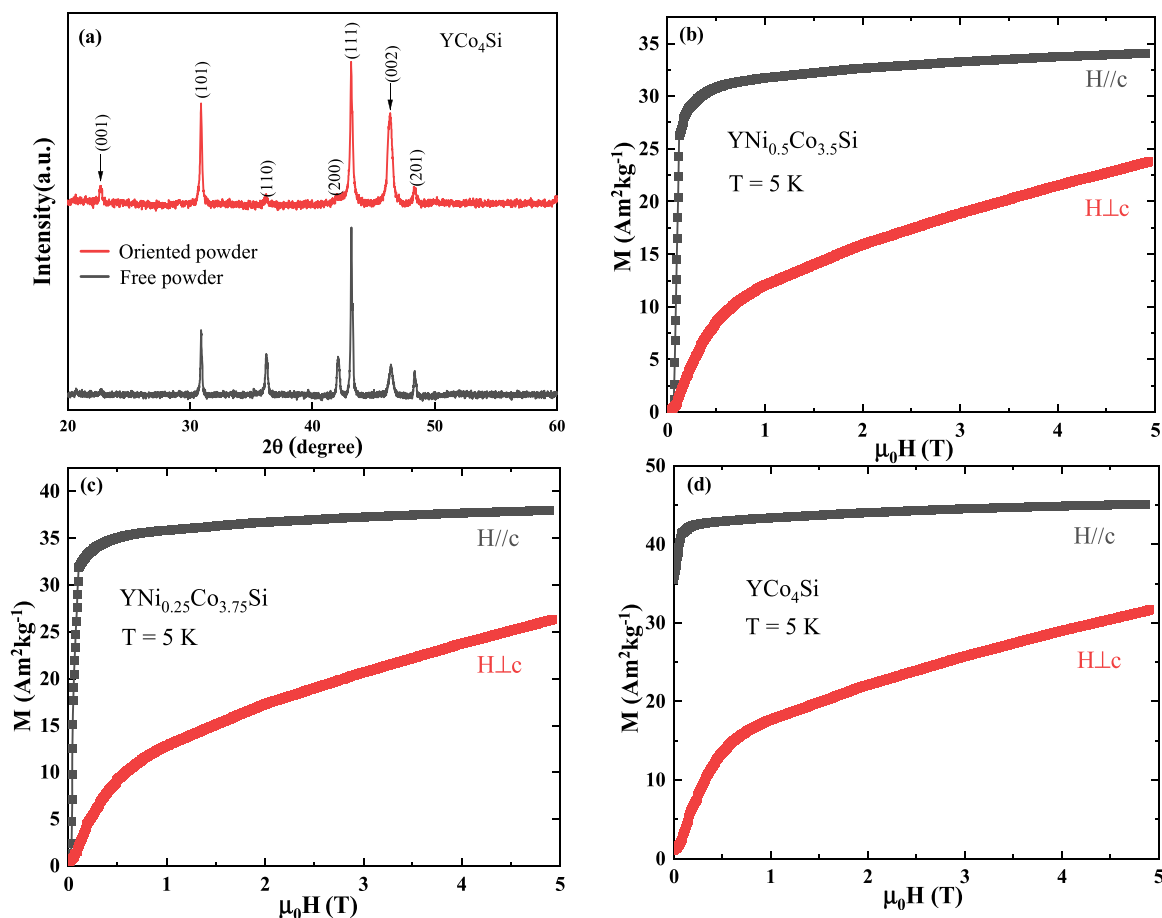 (a)
YCo₄Si
(001)
(101)
(110)
(200)
(111)
(002)
(201)
Intensity(a.u.)
Oriented powder
Free powder
20 30 40 50 60
2θ (degree)
(b)
35
30
25
20
15
10
5
0
M (Am²kg⁻¹)
H//c
YNi₀.₅Co₃.₅Si
T = 5 K
H⊥c
0 1 2 3 4 5
μ₀H (T)
(c)
40
35
30
25
20
15
10
5
0
M (Am²kg⁻¹)
H//c
YNi₀.₂₅Co₃.₇₅Si
T = 5 K
H⊥c
0 1 2 3 4 5
μ₀H (T)
(d)
50
40
30
20
10
0
M (Am²kg⁻¹)
H//c
YCo₄Si
T = 5 K
H⊥c
0 1 2 3 4 5
μ₀H (T)